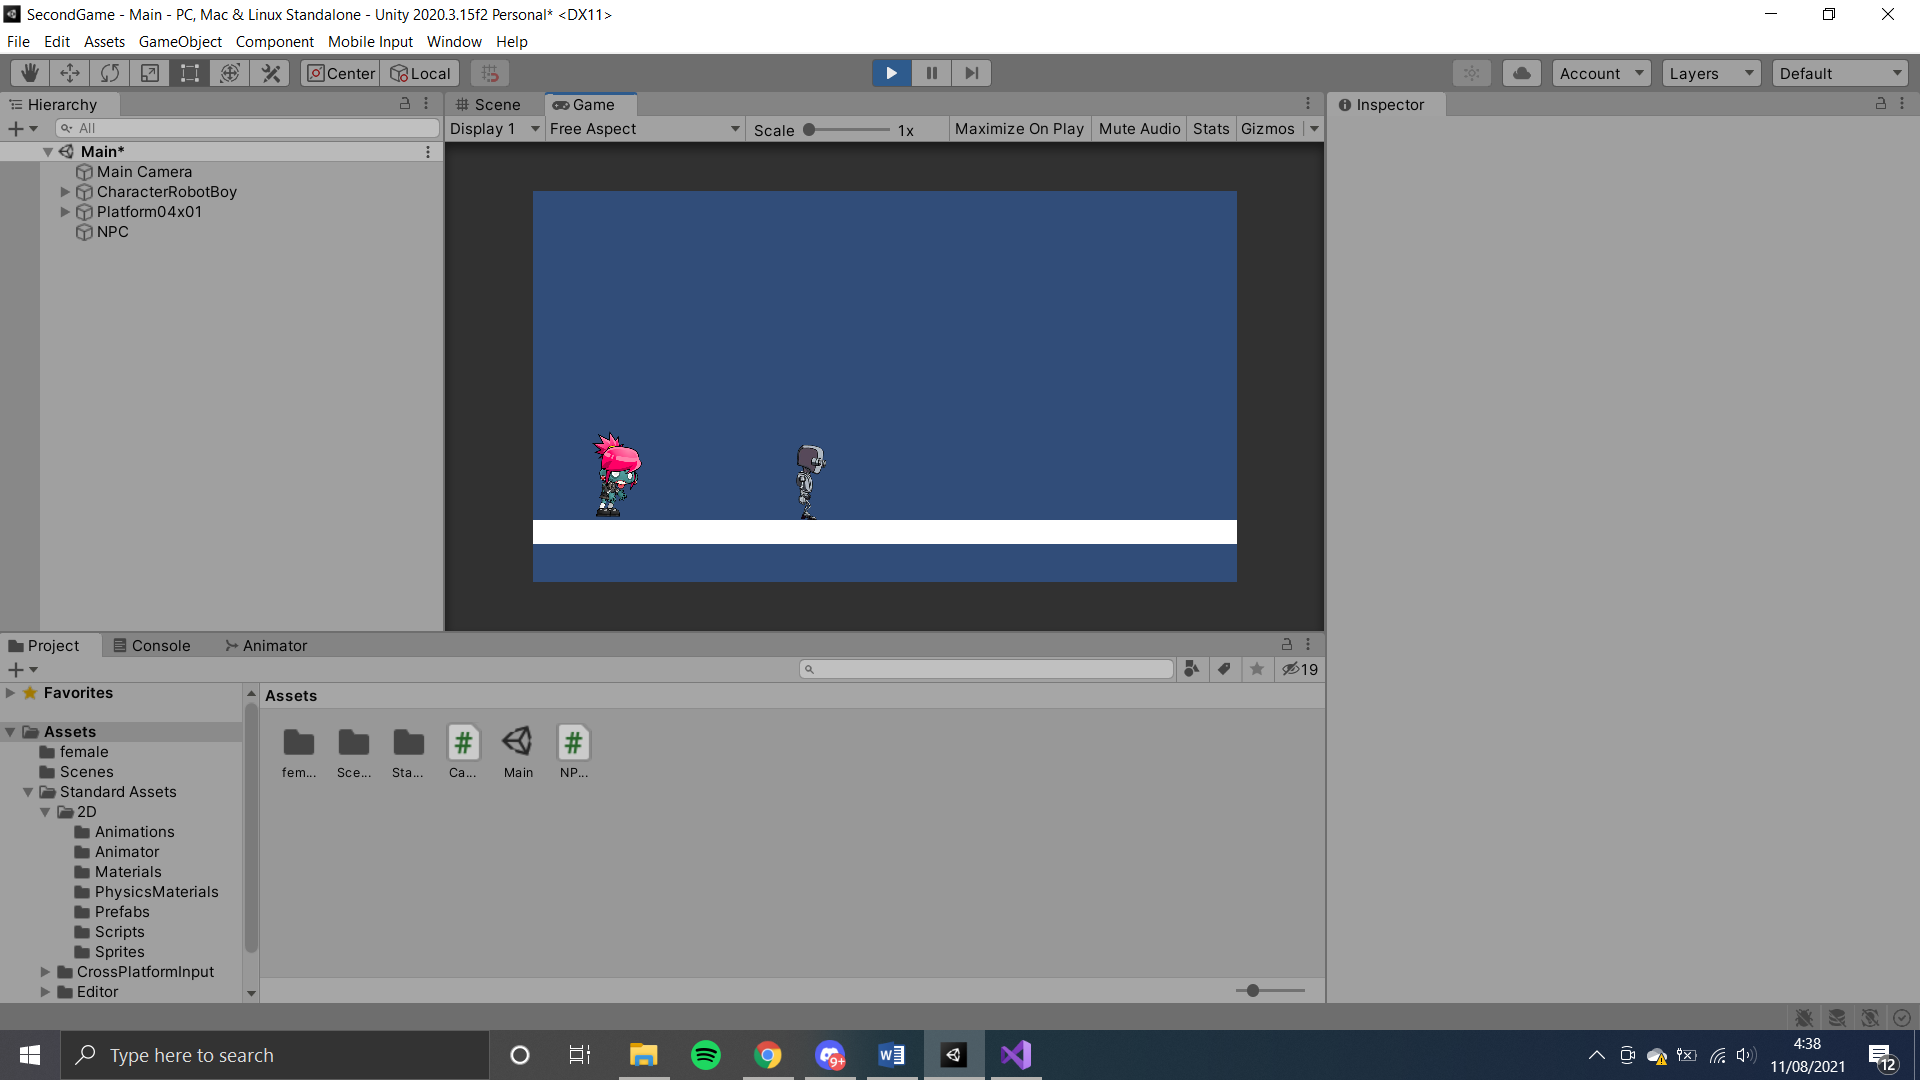 SecondGame - Main - PC, Mac & Linux Standalone - Unity 2020.3.15f2 Personal* <DX11>
File Edit Assets GameObject Component Mobile Input Window Help
Center Local Account Layers Default
Hierarchy
All
Main*
Main Camera
CharacterRobotBoy
Platform04x01
NPC
Scene Game
Display 1 Free Aspect Scale 1x Maximize On Play Mute Audio Stats Gizmos
Inspector
Project Console Animator
19
Favorites
Assets
female
Scenes
Standard Assets
2D
Animations
Animator
Materials
PhysicsMaterials
Prefabs
Scripts
Sprites
CrossPlatformInput
Editor
Assets
fem... Sce... Sta... Ca... Main NP...
Type here to search
9+
4:38
11/08/2021
12